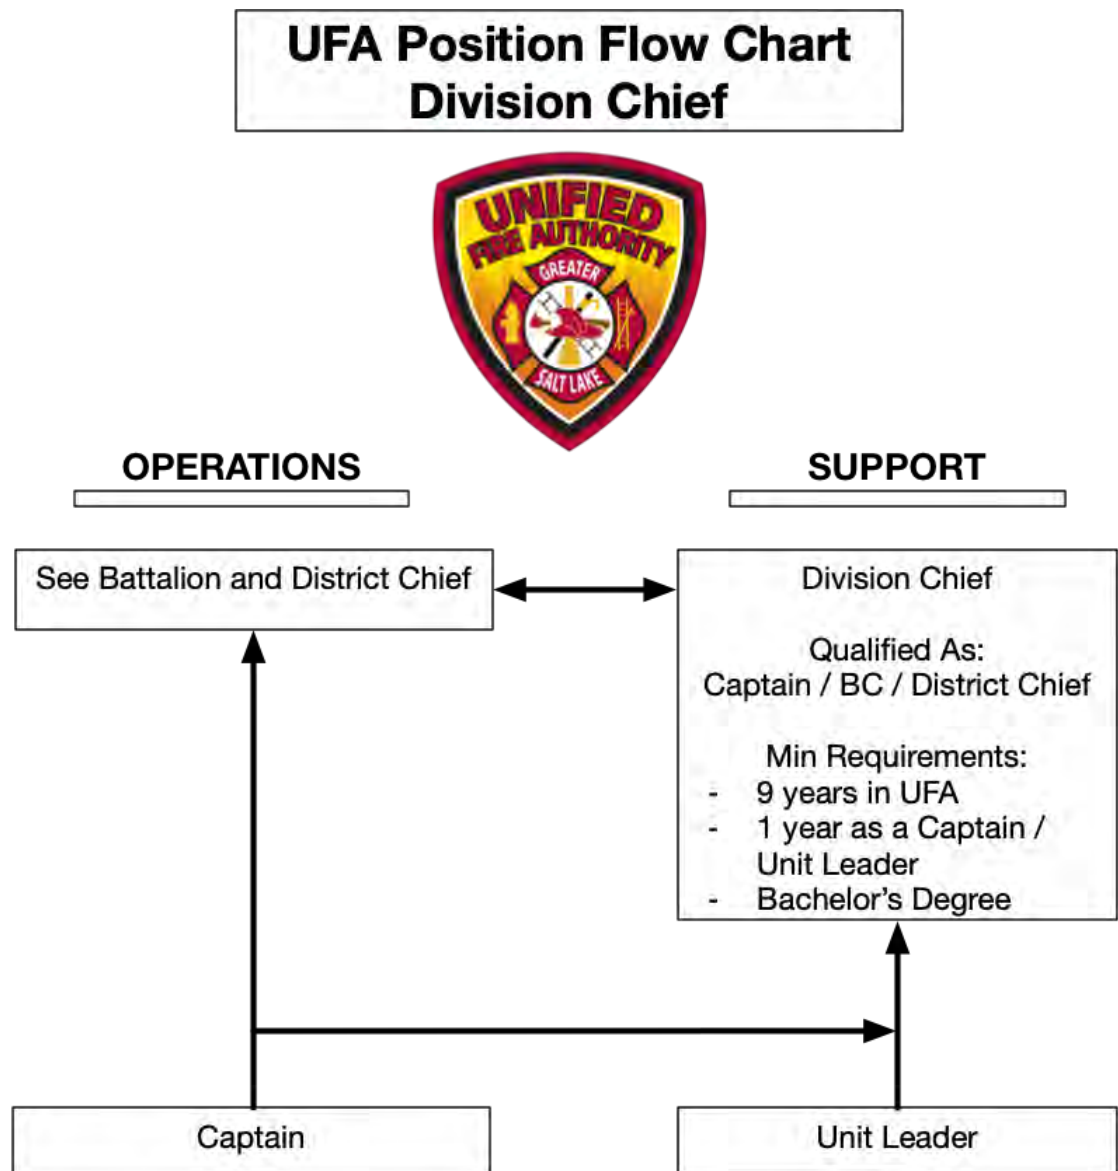 UFA Position Flow Chart
Division Chief
UNIFIED
FIRE AUTHORITY
GREATER
SALT LAKE
OPERATIONS
SUPPORT
See Battalion and District Chief
Division Chief
Qualified As:
Captain / BC / District Chief
Min Requirements:
- 9 years in UFA
- 1 year as a Captain /
Unit Leader
- Bachelor’s Degree
Captain
Unit Leader